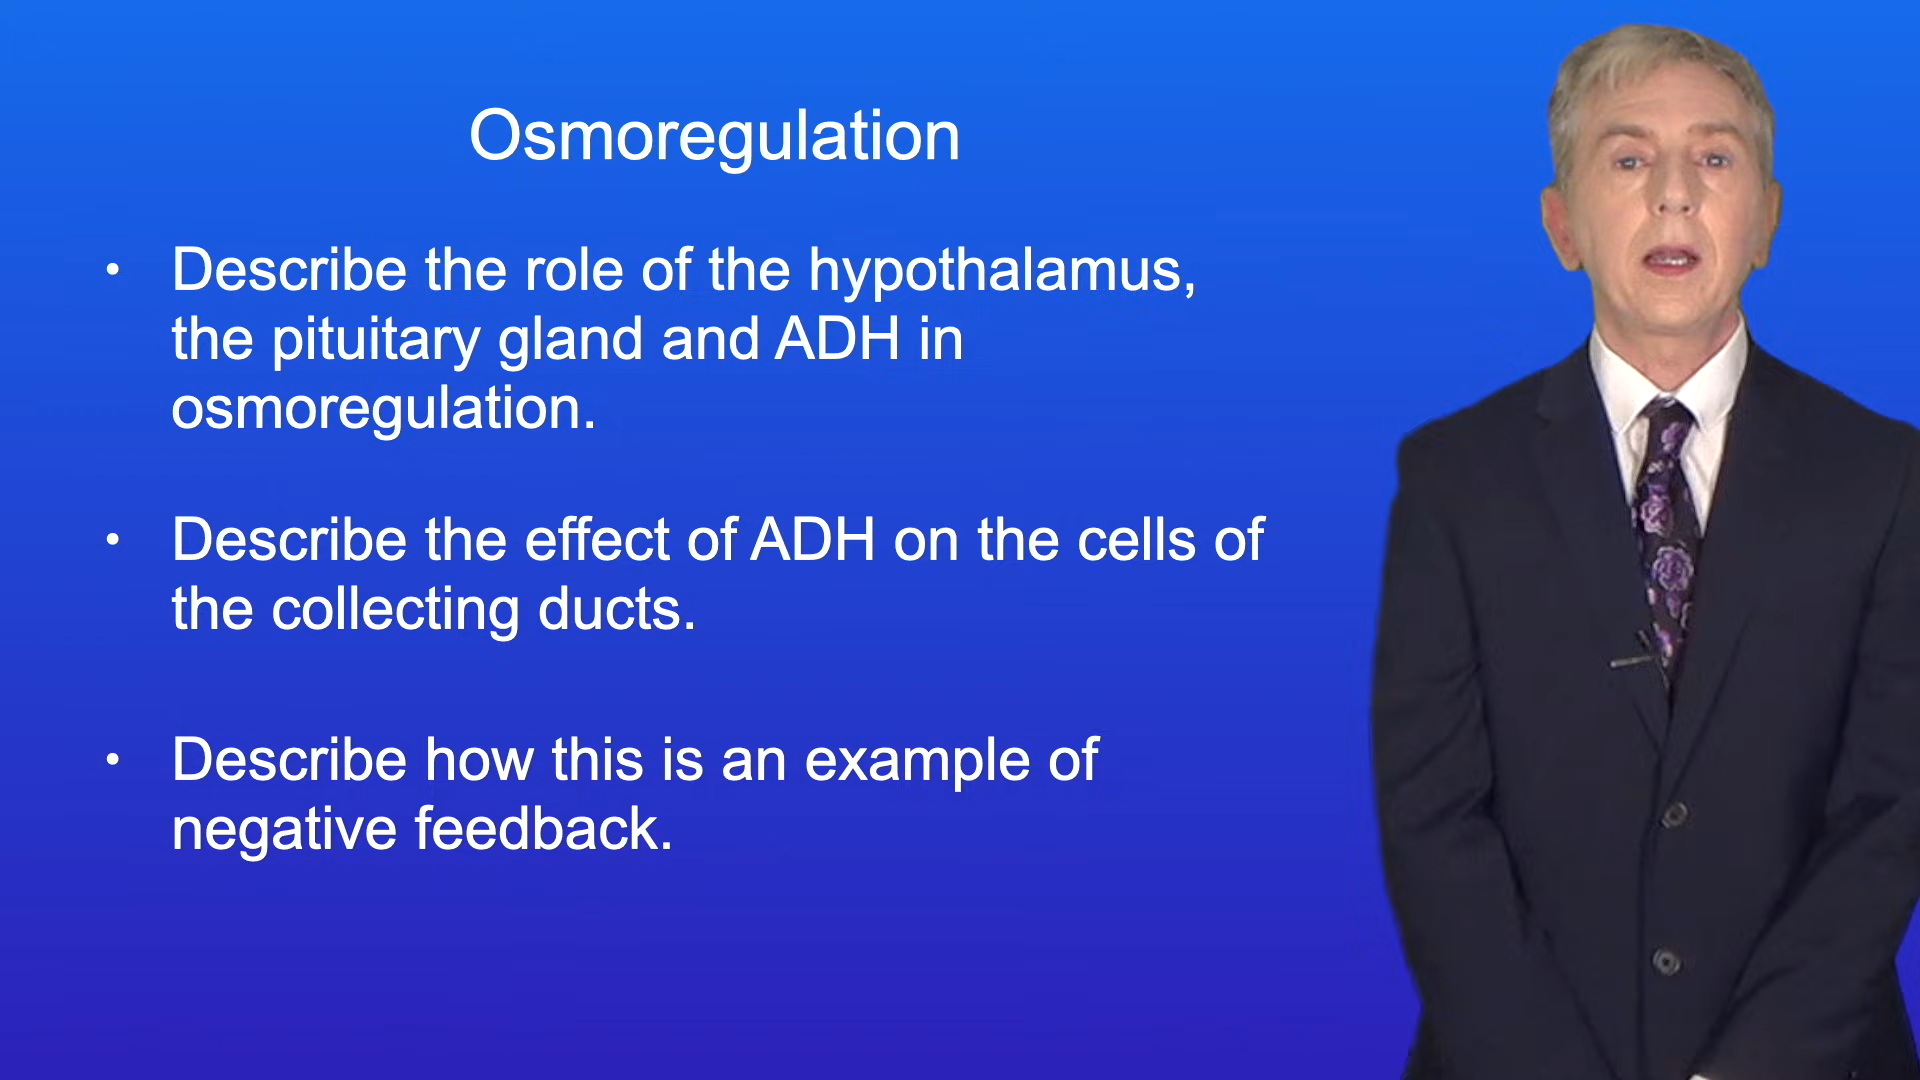 Osmoregulation
• Describe the role of the hypothalamus,
the pituitary gland and ADH in
osmoregulation.
• Describe the effect of ADH on the cells of
the collecting ducts.
• Describe how this is an example of
negative feedback.